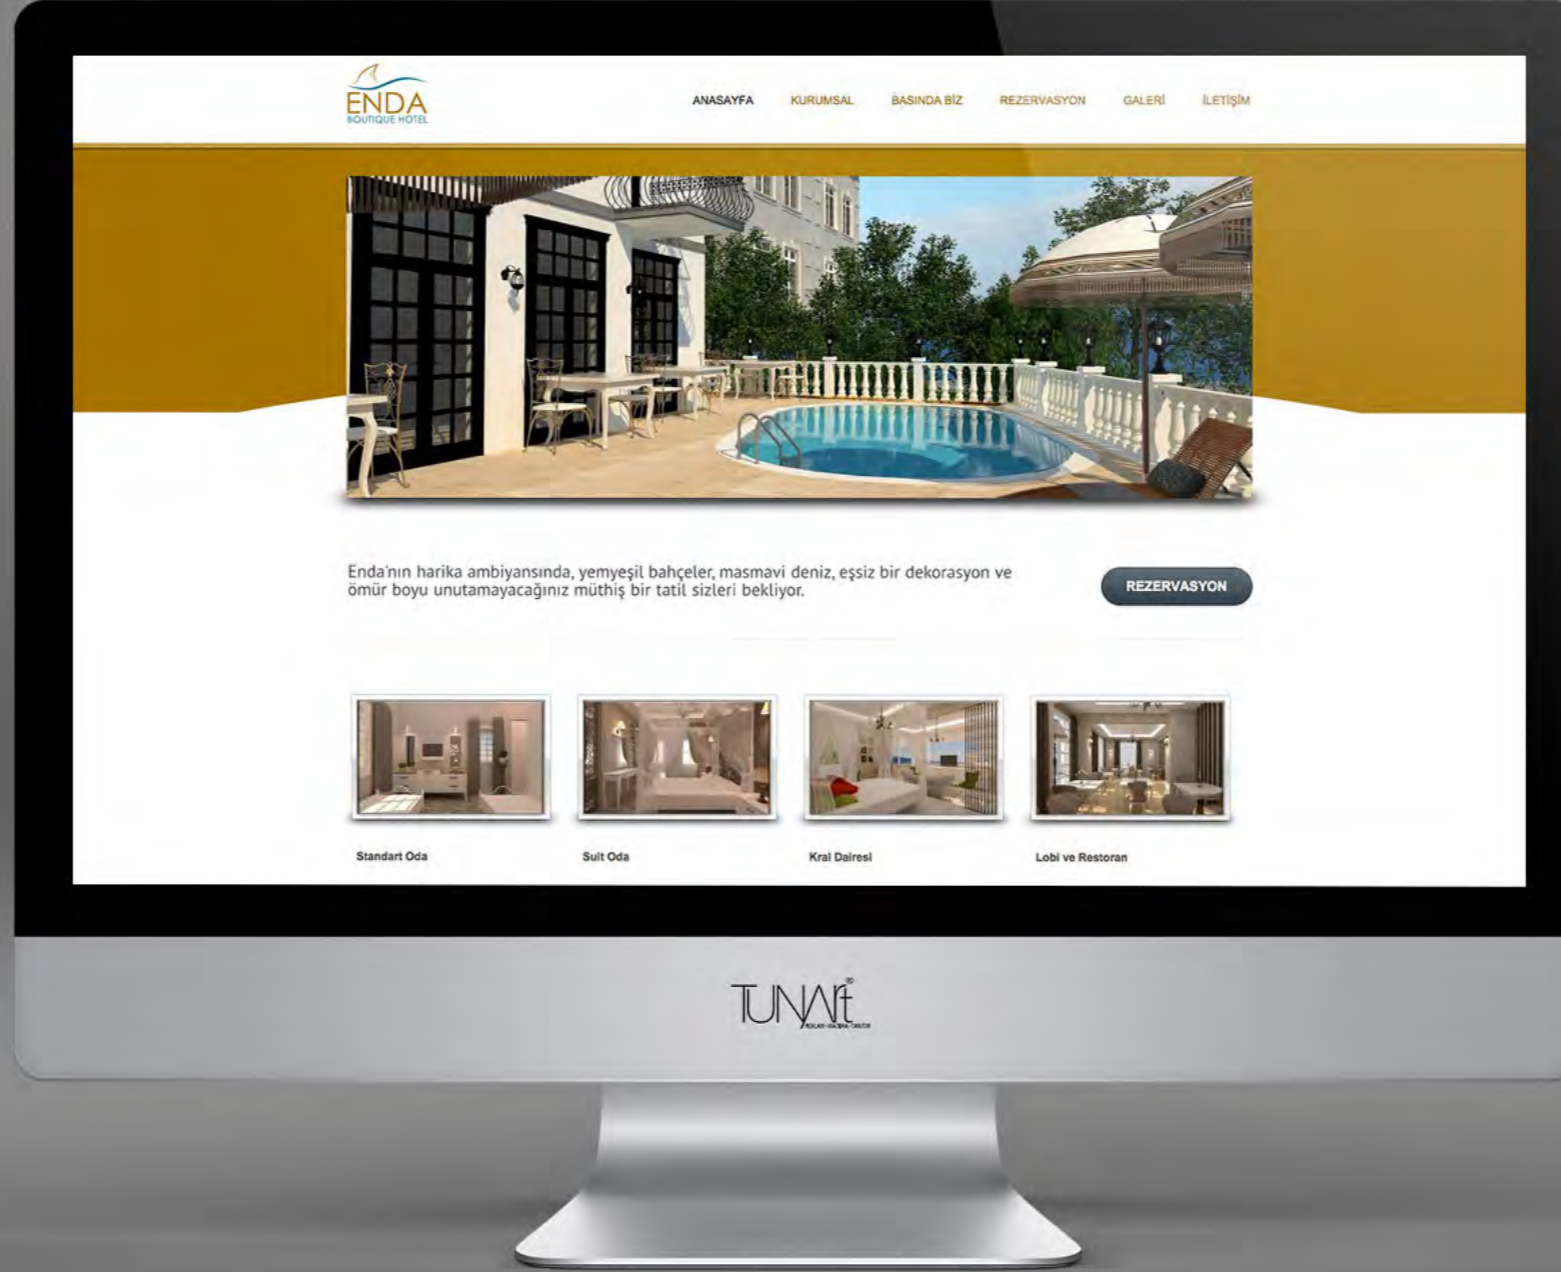 ENDA
BOUTIQUE HOTEL
ANASAYFA
KURUMSAL
BASINDA BİZ
REZERVASYON
GALERİ
İLETİŞİM
Enda'nın harika ambiyansında, yemyeşil bahçeler, masmavi deniz, eşsiz bir dekorasyon ve
ömür boyu unutamayacağınız müthiş bir tatil sizleri bekliyor.
REZERVASYON
Standart Oda
Suit Oda
Kral Dairesi
Lobi ve Restoran
TUNArt®